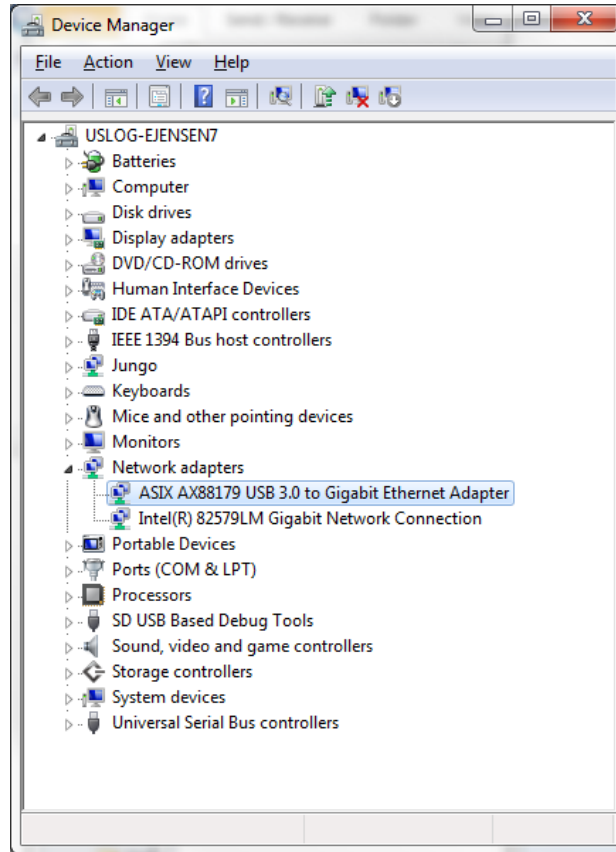 Device Manager
File Action View Help
USLOG-EJENSEN7
Batteries
Computer
Disk drives
Display adapters
DVD/CD-ROM drives
Human Interface Devices
IDE ATA/ATAPI controllers
IEEE 1394 Bus host controllers
Jungo
Keyboards
Mice and other pointing devices
Monitors
Network adapters
ASIX AX88179 USB 3.0 to Gigabit Ethernet Adapter
Intel(R) 82579LM Gigabit Network Connection
Portable Devices
Ports (COM & LPT)
Processors
SD USB Based Debug Tools
Sound, video and game controllers
Storage controllers
System devices
Universal Serial Bus controllers